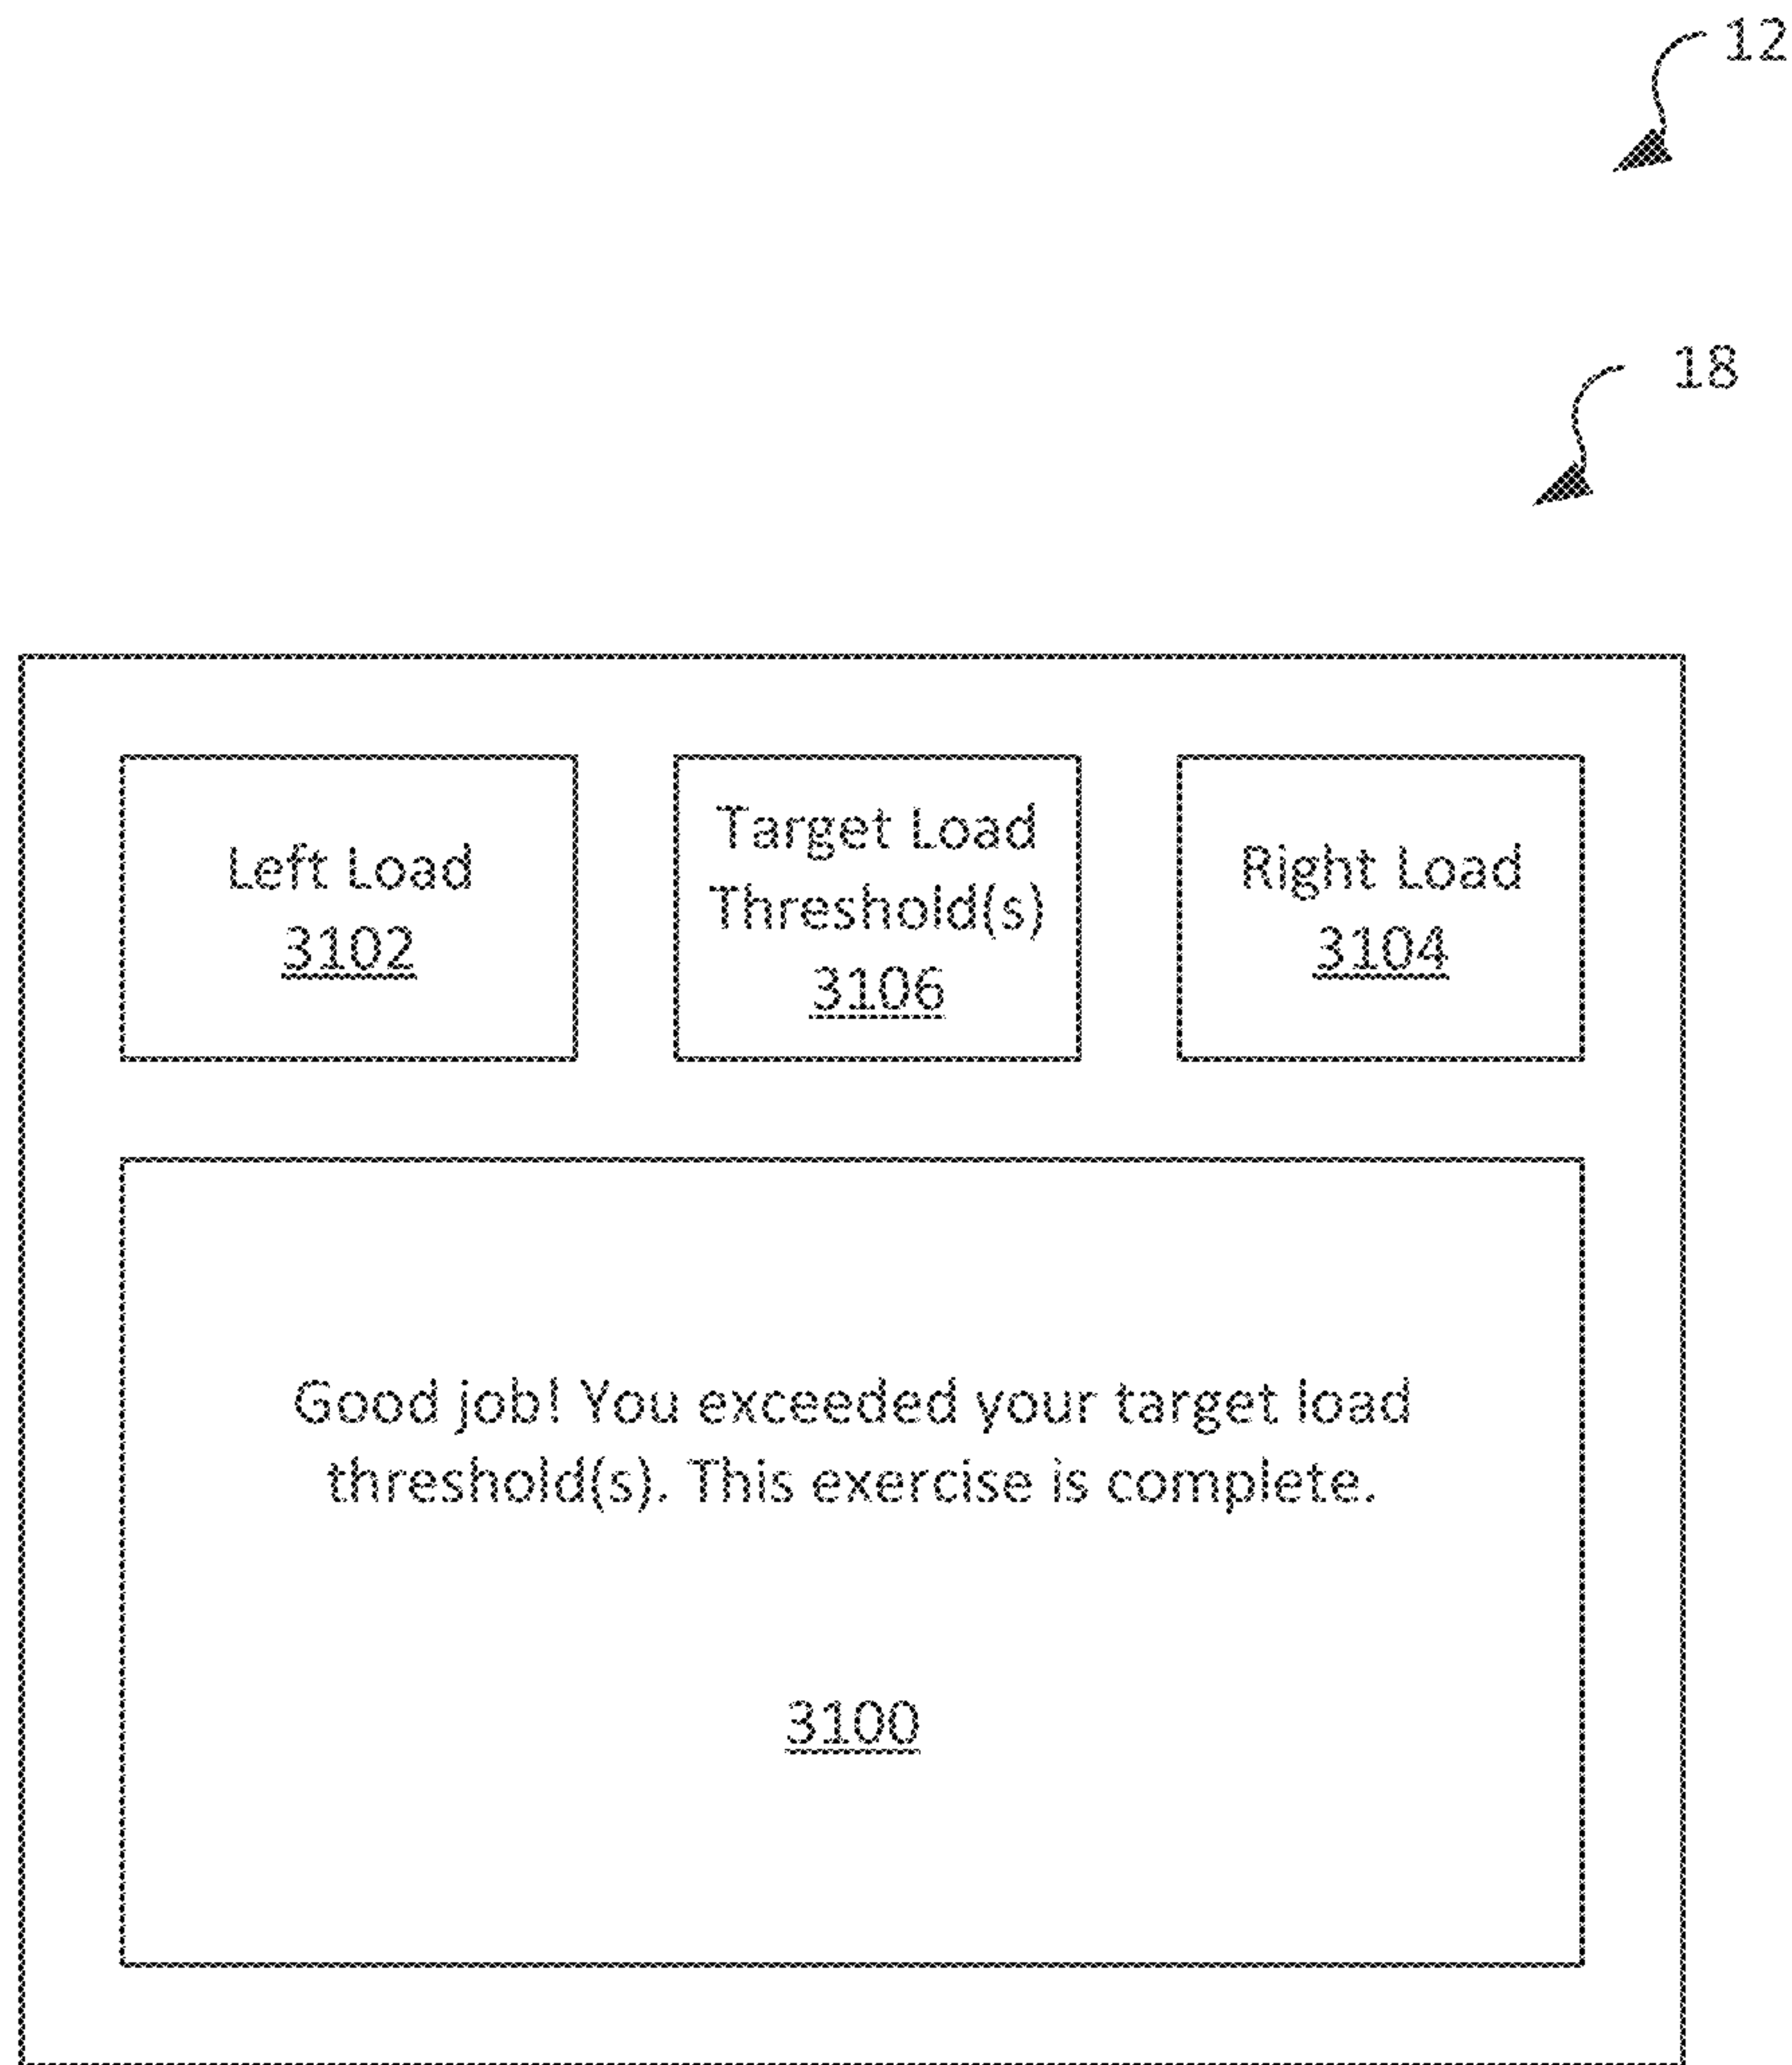 12
18
Left Load
3102
Target Load
Threshold(s)
3106
Right Load
3104
Good job! You exceeded your target load
threshold(s). This exercise is complete.
3100